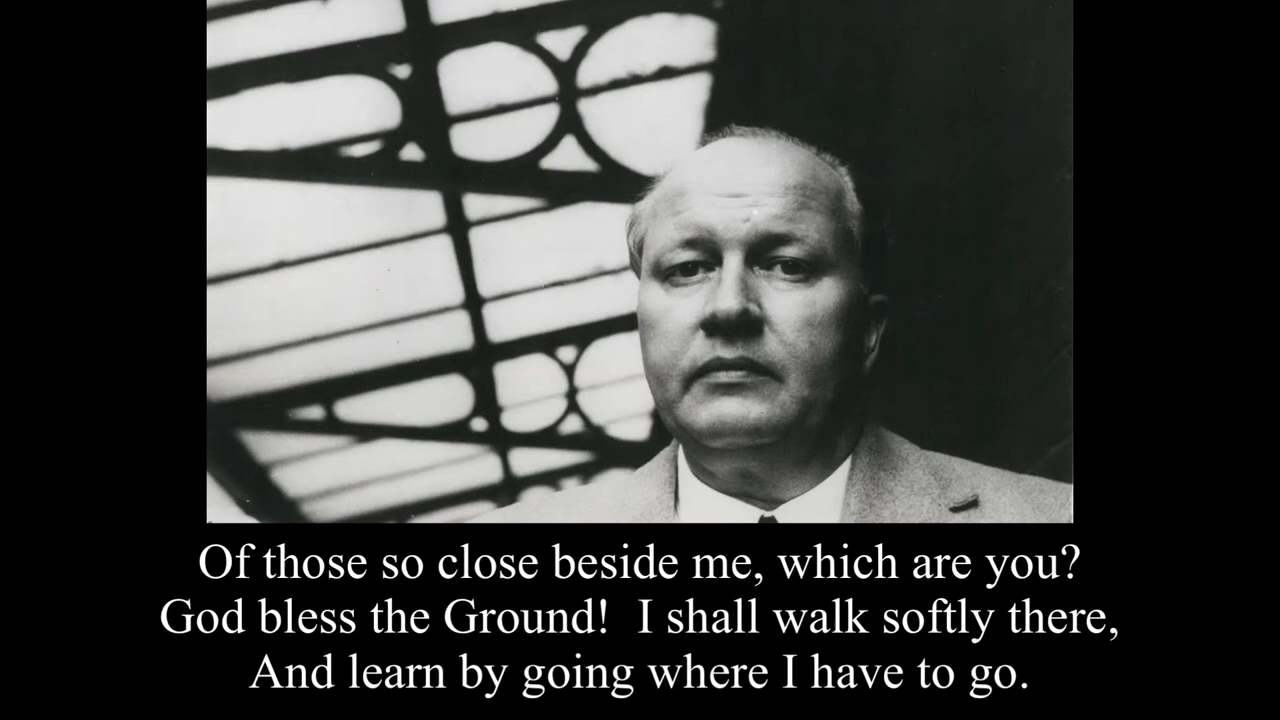 Of those so close beside me, which are you?
God bless the Ground!  I shall walk softly there,
And learn by going where I have to go.